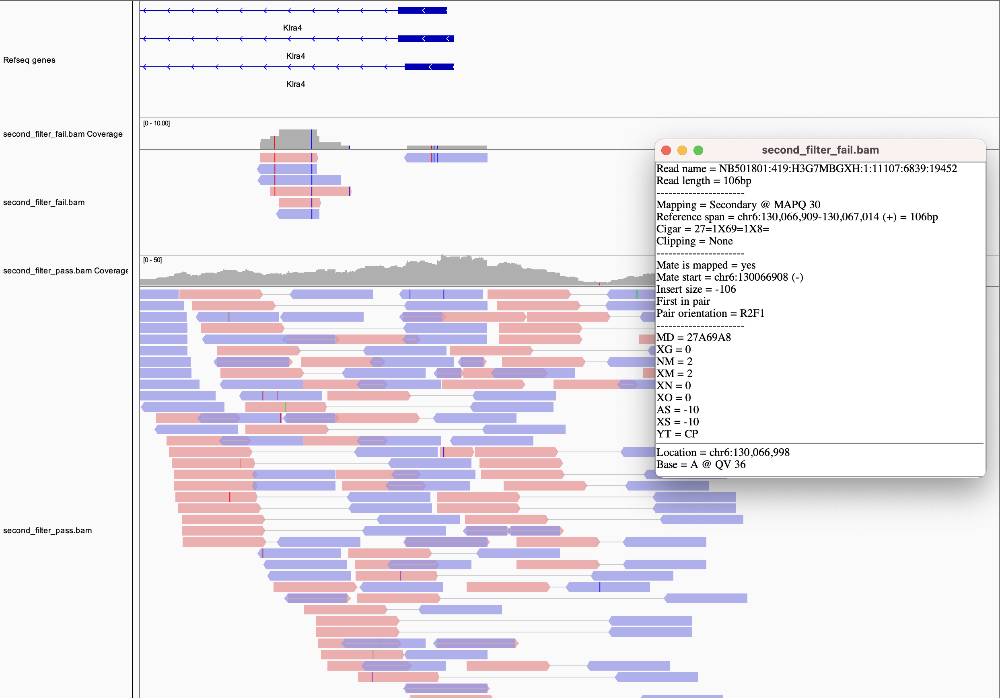 Klra4
Klra4
Refseq genes
Klra4
[0 - 10.00]
second_filter_fail.bam Coverage
second_filter_fail.bam
second_filter_fail.bam
Read name = NB501801:419:H3G7MBGXH:1:11107:6839:19452
Read length = 106bp
----------------------
Mapping = Secondary @ MAPQ 30
Reference span = chr6:130,066,909-130,067,014 (+) = 106bp
Cigar = 27=1X69=1X8=
Clipping = None
----------------------
Mate is mapped = yes
Mate start = chr6:130066908 (-)
Insert size = -106
First in pair
Pair orientation = R2F1
----------------------
MD = 27A69A8
XG = 0
NM = 2
XM = 2
XN = 0
XO = 0
AS = -10
XS = -10
YT = CP
Location = chr6:130,066,998
Base = A @ QV 36
[0 - 50]
second_filter_pass.bam Coverage
second_filter_pass.bam